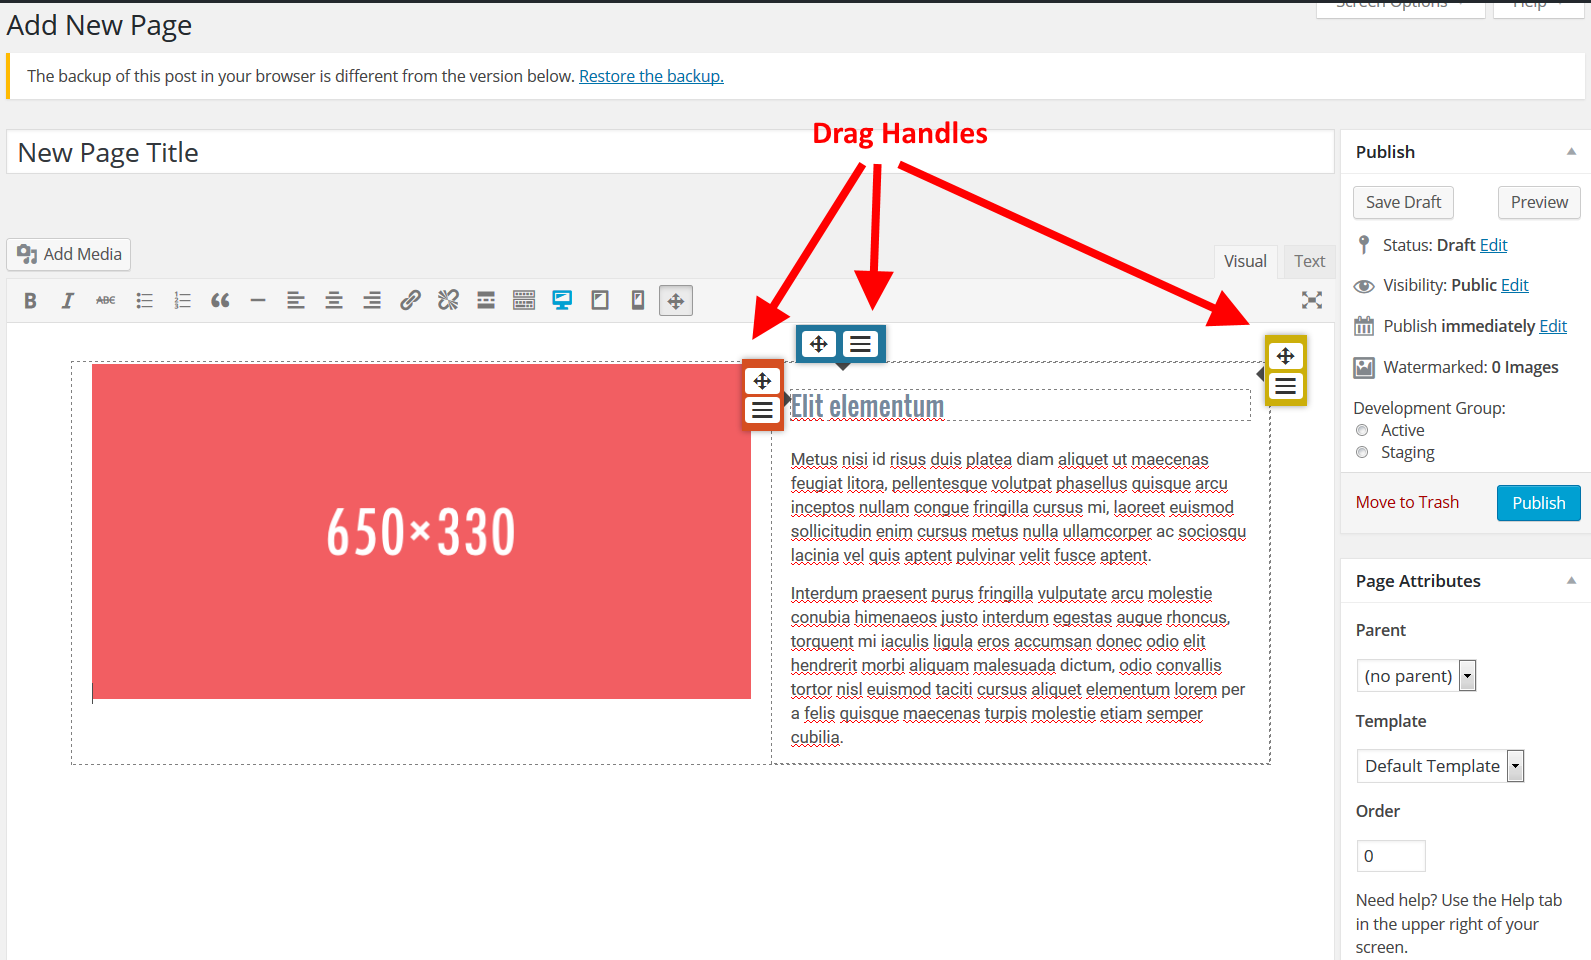 Screen Options
Help
Add New Page
The backup of this post in your browser is different from the version below. Restore the backup.
Drag Handles
New Page Title
Add Media
Visual
Text
B I ABC
650×330
Elit elementum
Metus nisi id risus duis platea diam aliquet ut maecenas
feugiat litora, pellentesque volutpat phasellus quisque arcu
inceptos nullam congue fringilla cursus mi, laoreet euismod
sollicitudin enim cursus metus nulla ullamcorper ac sociosqu
lacinia vel quis aptent pulvinar velit fusce aptent.
Interdum praesent purus fringilla vulputate arcu molestie
conubia himenaeos justo interdum egestas augue rhoncus,
torquent mi iaculis ligula eros accumsan donec odio elit
hendrerit morbi aliquam malesuada dictum, odio convallis
tortor nisl euismod taciti cursus aliquet elementum lorem per
a felis quisque maecenas turpis molestie etiam semper
cubilia.
Publish
Save Draft
Preview
Status: Draft Edit
Visibility: Public Edit
Publish immediately Edit
Watermarked: 0 Images
Development Group:
Active
Staging
Move to Trash
Publish
Page Attributes
Parent
(no parent)
Template
Default Template
Order
0
Need help? Use the Help tab
in the upper right of your
screen.